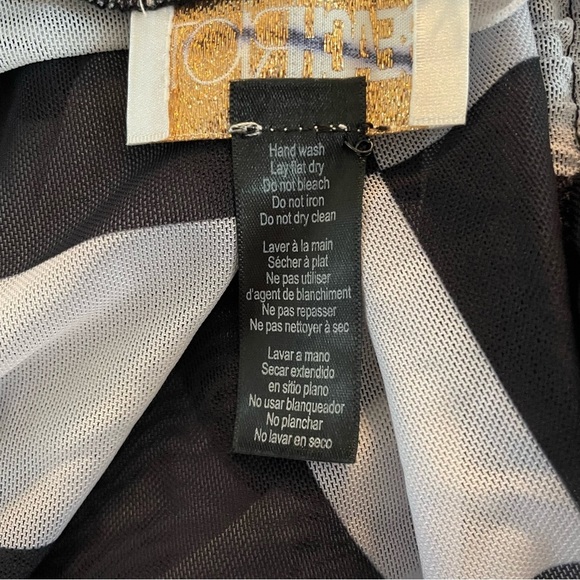 Hand wash
Lay flat dry
Do not bleach
Do not iron
Do not dry clean
Laver à la main
Sécher à plat
Ne pas utiliser
d'agent de blanchiment
Ne pas repasser
Ne pas nettoyer à sec
Lavar a mano
Secar extendido
en sitio plano
No usar blanqueador
No planchar
No lavar en seco